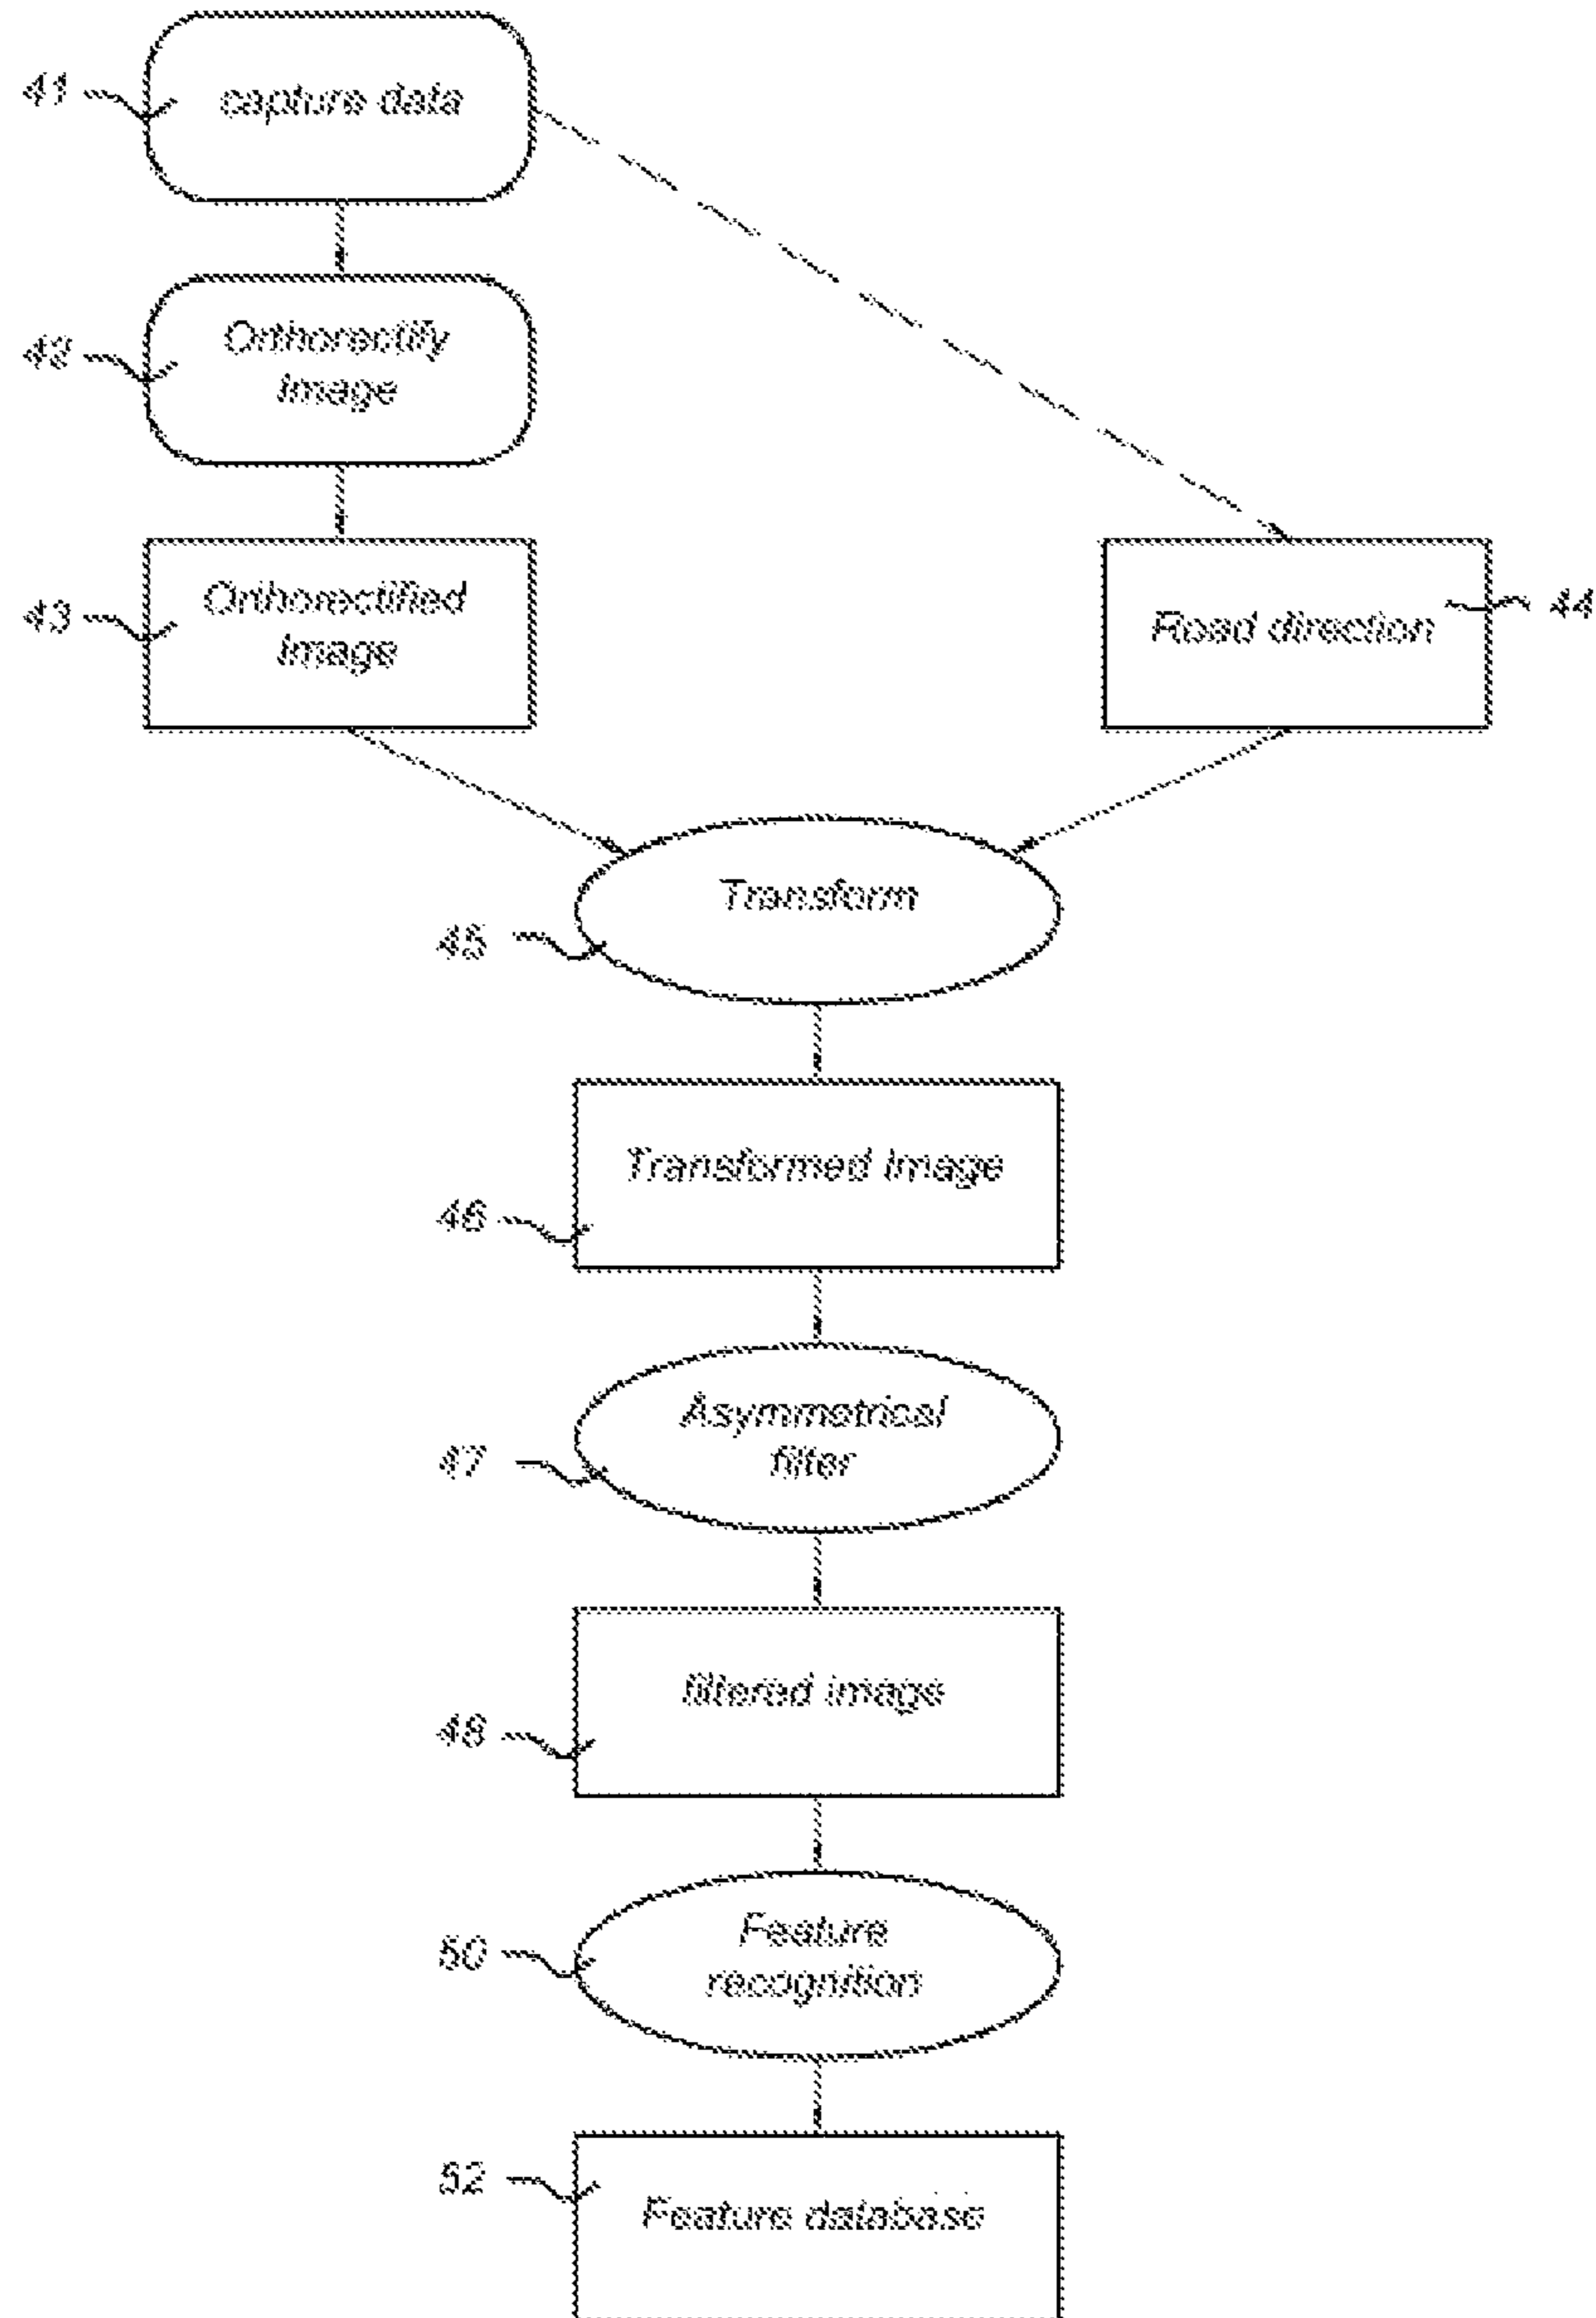 41
capture data
42
Orthorectify
Image
43
Orthorectified
Image
Road direction
44
Transform
45
Transformed image
46
Asymmetrical
filter
47
filtered image
48
Feature
recognition
50
52
Feature database